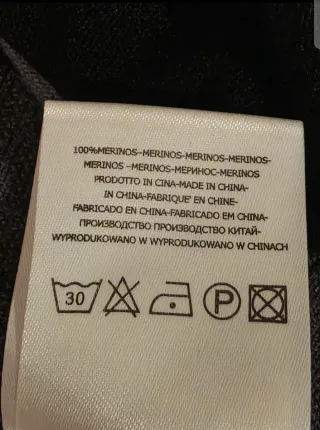 100%MERINOS-MERINOS-MERINOS-MERINOS-
MERINOS -MERINOS-МЕРИНОС-MERINOS
PRODOTTO IN CINA-MADE IN CHINA-
IN CHINA-FABRIQUE' EN CHINE-
FABRICADO EN CHINA-FABRICADO EM CHINA-
ПРОИЗВОДСТВО ПРОИЗВОДСТВО КИТАЙ-
WYPRODUKOWANO W WYPRODUKOWANO W CHINACH
30 P